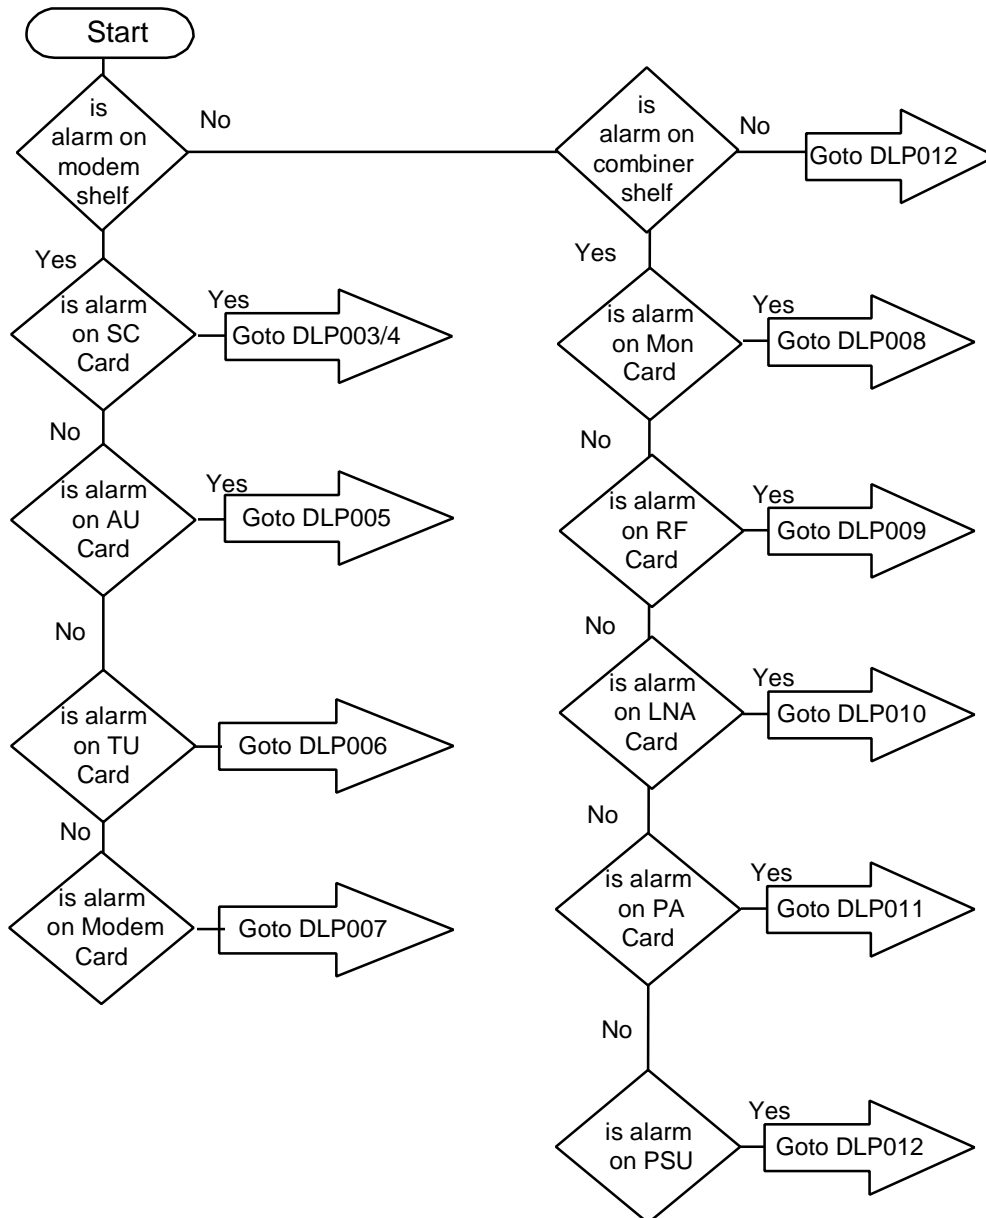 Start
is
alarm on
modem
shelf
No
is
alarm on
combiner
shelf
No
Goto DLP012
Yes
is alarm
on SC
Card
Yes
Goto DLP003/4
No
is alarm
on AU
Card
Yes
Goto DLP005
No
is alarm
on TU
Card
Goto DLP006
No
is alarm
on Modem
Card
Goto DLP007
Yes
is alarm
on Mon
Card
Yes
Goto DLP008
No
is alarm
on RF
Card
Yes
Goto DLP009
No
is alarm
on LNA
Card
Yes
Goto DLP010
No
is alarm
on PA
Card
Yes
Goto DLP011
No
is alarm
on PSU
Yes
Goto DLP012